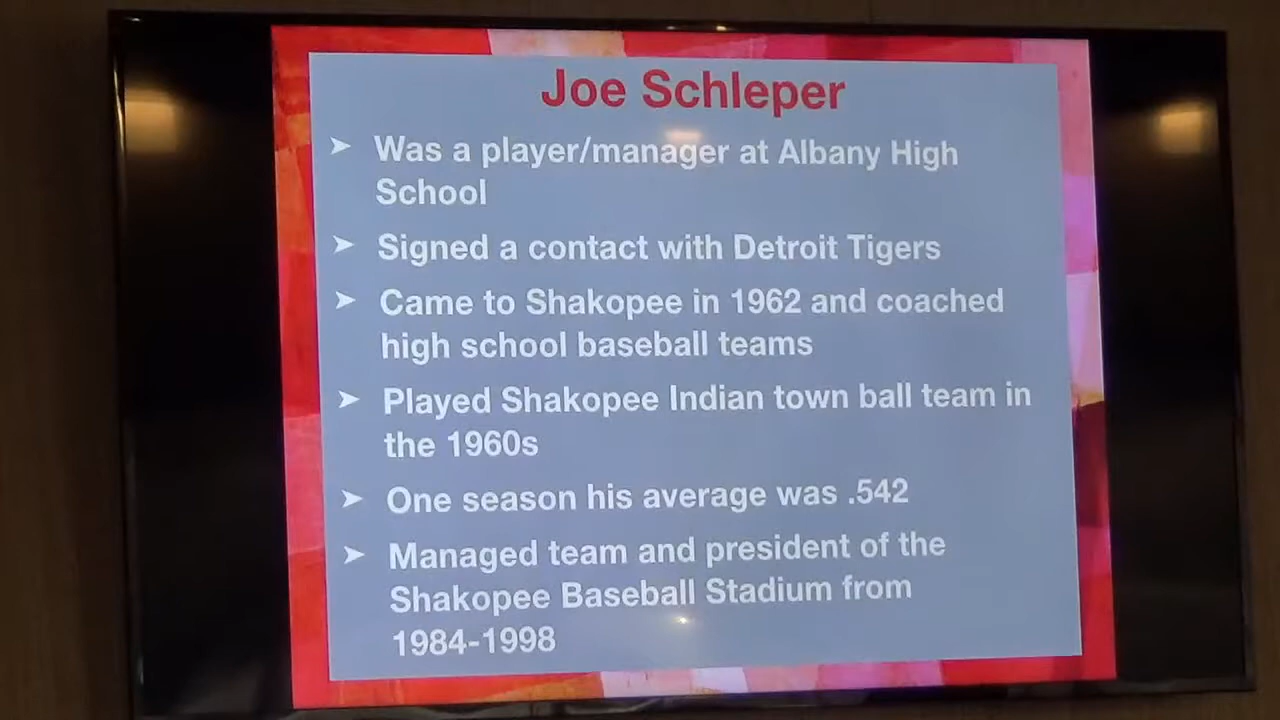 Joe Schleper
➤ Was a player/manager at Albany High
School
➤ Signed a contact with Detroit Tigers
➤ Came to Shakopee in 1962 and coached
high school baseball teams
➤ Played Shakopee Indian town ball team in
the 1960s
➤ One season his average was .542
➤ Managed team and president of the
Shakopee Baseball Stadium from
1984-1998